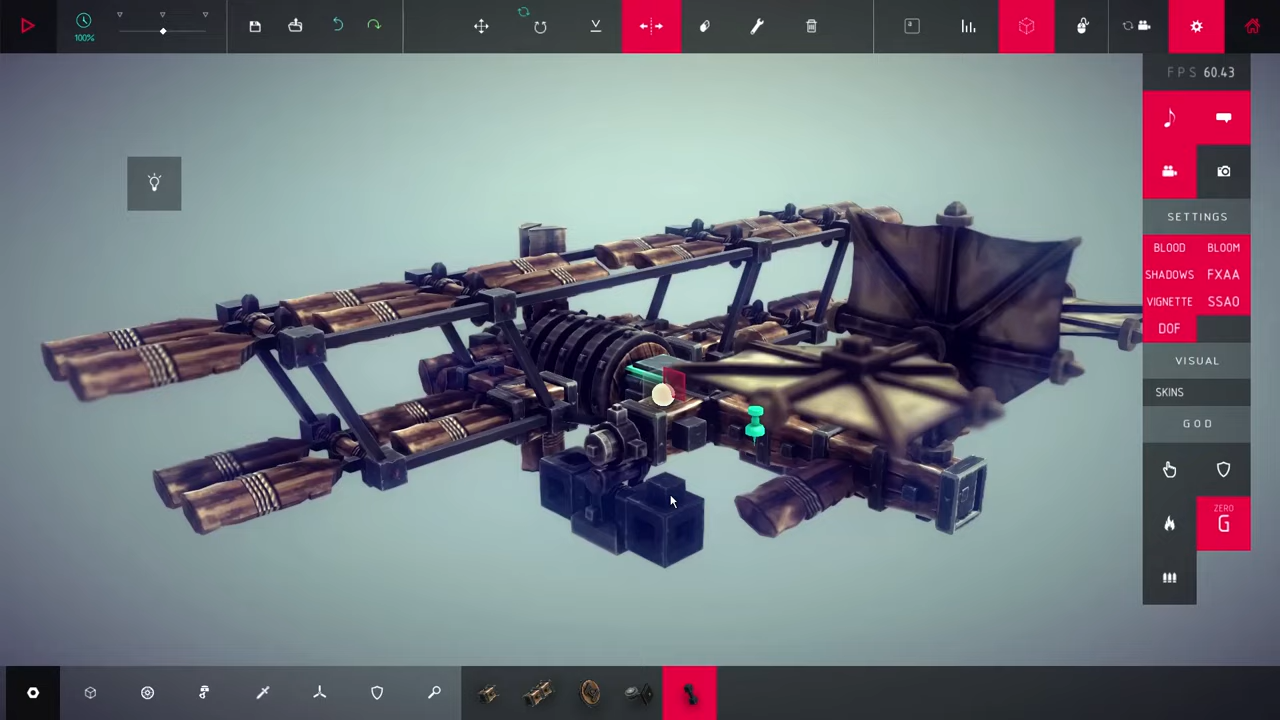 100%
FPS 60.43
SETTINGS
BLOOD BLOOM
SHADOWS FXAA
VIGNETTE SSAO
DOF
VISUAL
SKINS
GOD
ZERO
G